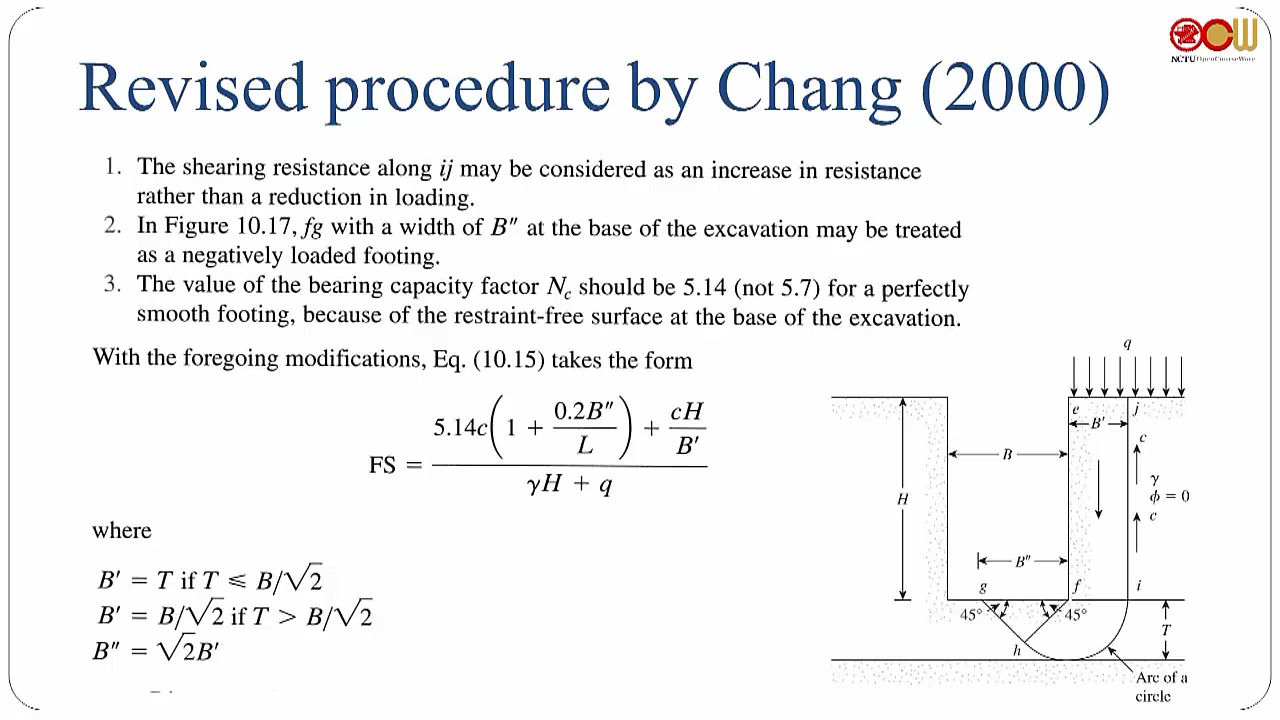 NCTU OpenCourseWare
Revised procedure by Chang (2000)
1. The shearing resistance along ij may be considered as an increase in resistance
rather than a reduction in loading.
2. In Figure 10.17, fg with a width of B″ at the base of the excavation may be treated
as a negatively loaded footing.
3. The value of the bearing capacity factor N_c should be 5.14 (not 5.7) for a perfectly
smooth footing, because of the restraint-free surface at the base of the excavation.
With the foregoing modifications, Eq. (10.15) takes the form
FS = (5.14c(1 + 0.2B″/L) + cH/B′)/(γH + q)
where
B′ = T if T ⩽ B/√2
B′ = B/√2 if T > B/√2
B″ = √2B′
q
e
j
B′
c
B
γ
H
ϕ = 0
c
B″
g
f
i
45°
45°
T
h
Arc of a
circle